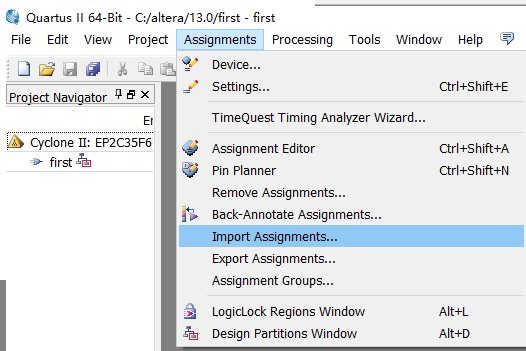 Quartus II 64-Bit - C:/altera/13.0/first - first
File Edit View Project Assignments Processing Tools Window Help
Device...
Project Navigator
Settings... Ctrl+Shift+E
TimeQuest Timing Analyzer Wizard...
Cyclone II: EP2C35F6
Assignment Editor Ctrl+Shift+A
first
Pin Planner Ctrl+Shift+N
Remove Assignments...
Back-Annotate Assignments...
Import Assignments...
Export Assignments...
Assignment Groups...
LogicLock Regions Window Alt+L
Design Partitions Window Alt+D